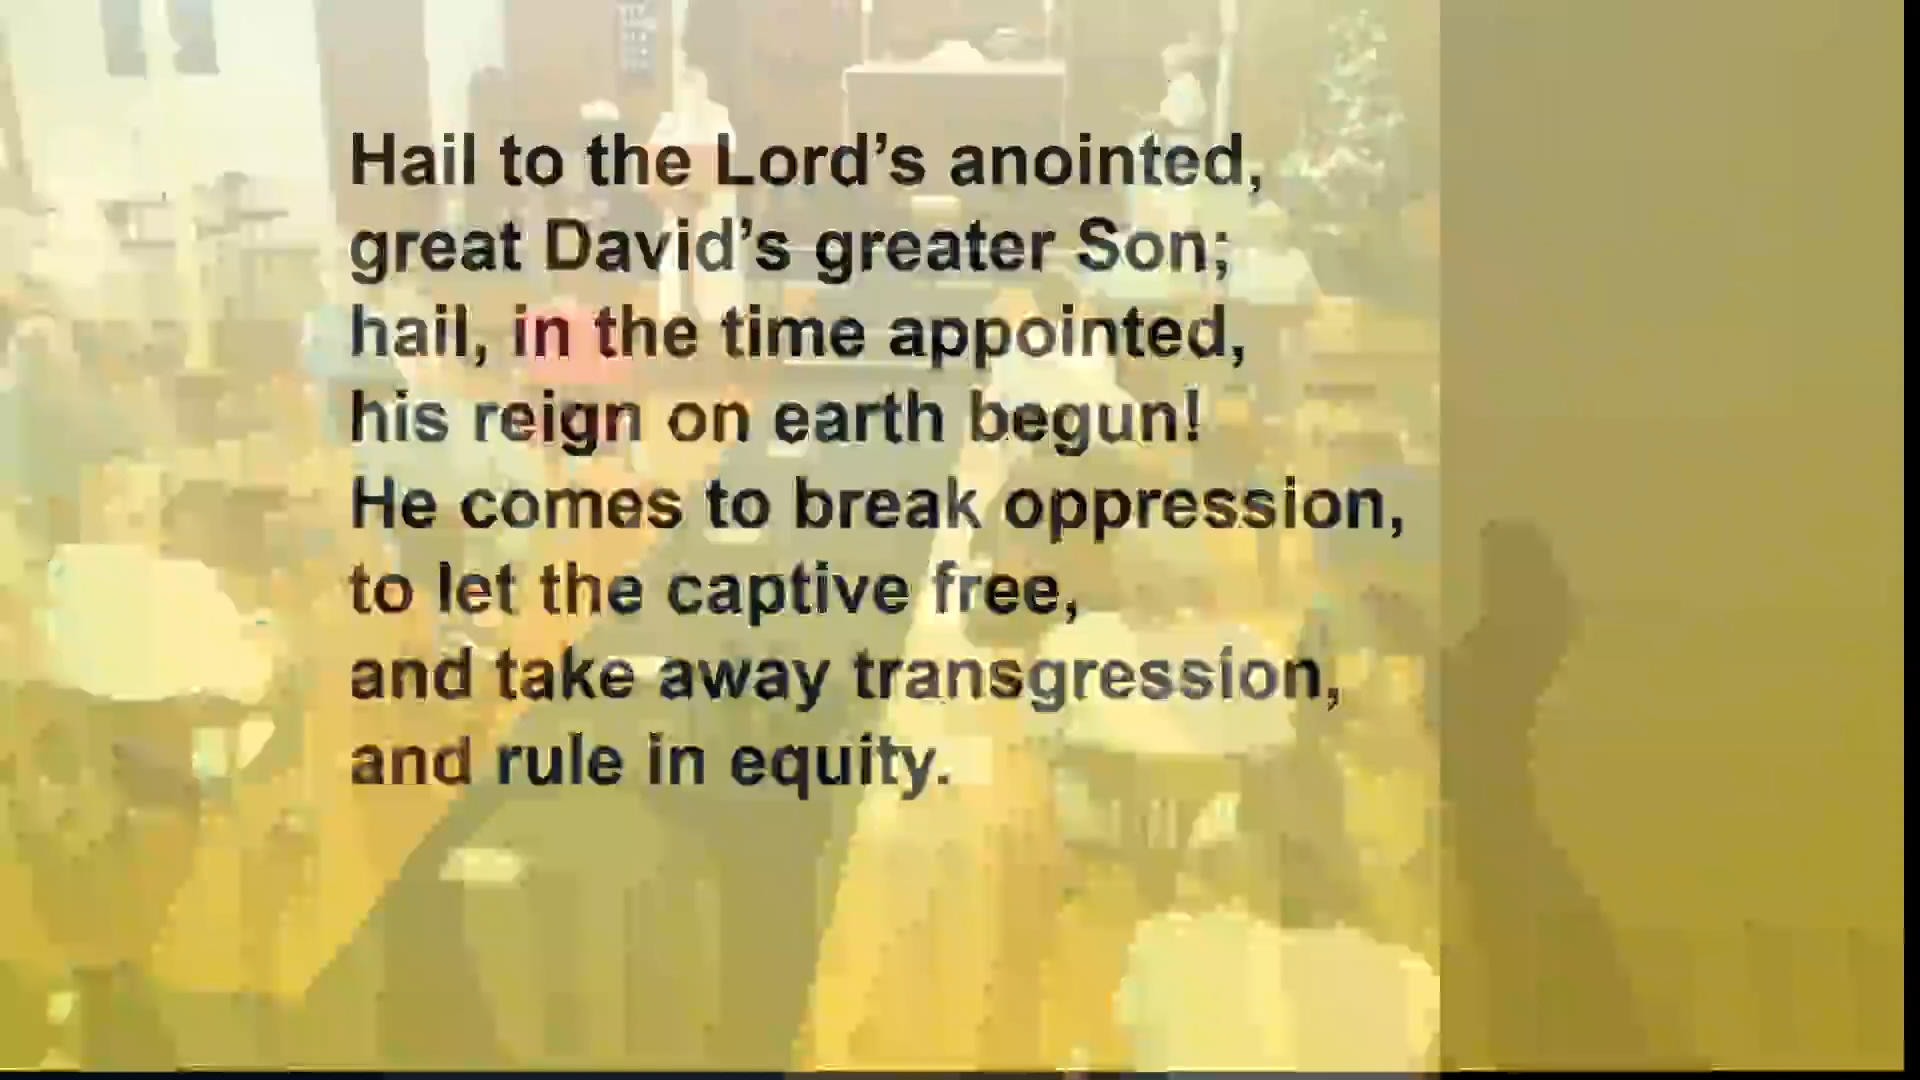 Hail to the Lord’s anointed,
great David’s greater Son;
hail, in the time appointed,
his reign on earth begun!
He comes to break oppression,
to let the captive free,
and take away transgression,
and rule in equity.